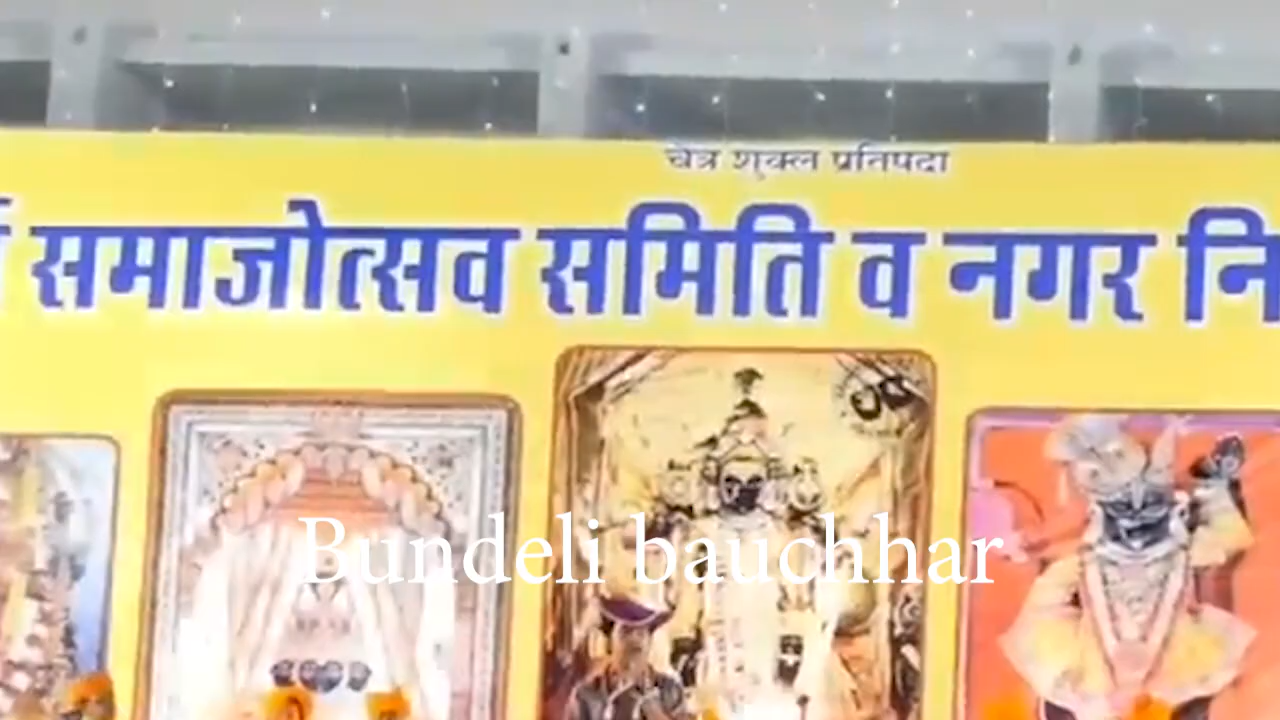 चैत्र शुक्ल प्रतिपदा
समाजोत्सव समिति व नगर नि
Bundeli bauchhar